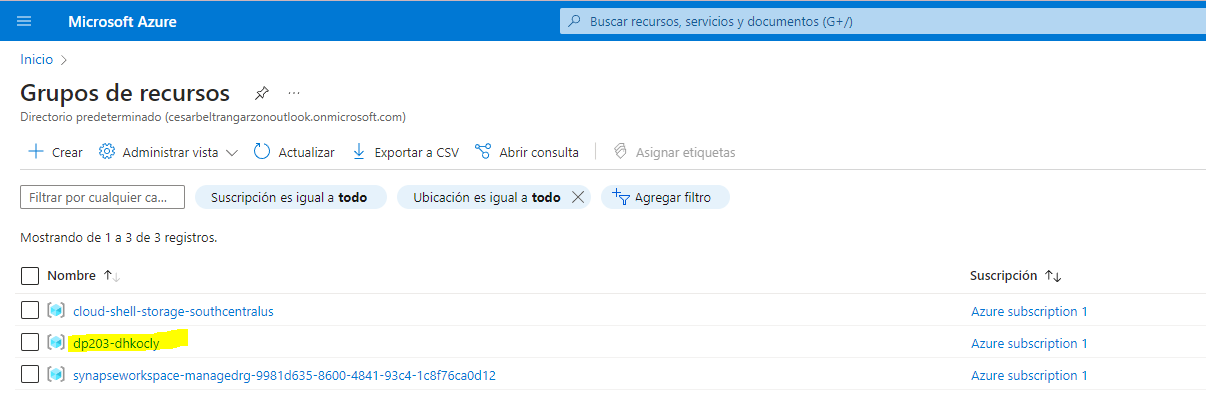 Microsoft Azure
Buscar recursos, servicios y documentos (G+/)
Inicio
Grupos de recursos
Directorio predeterminado (cesarbeltrangarzonoutlook.onmicrosoft.com)
Crear Administrar vista Actualizar Exportar a CSV Abrir consulta Asignar etiquetas
Filtrar por cualquier ca... Suscripción es igual a todo Ubicación es igual a todo Agregar filtro
Mostrando de 1 a 3 de 3 registros.
Nombre Suscripción
cloud-shell-storage-southcentralus Azure subscription 1
dp203-dhkocly Azure subscription 1
synapseworkspace-managedrg-9981d635-8600-4841-93c4-1c8f76ca0d12 Azure subscription 1